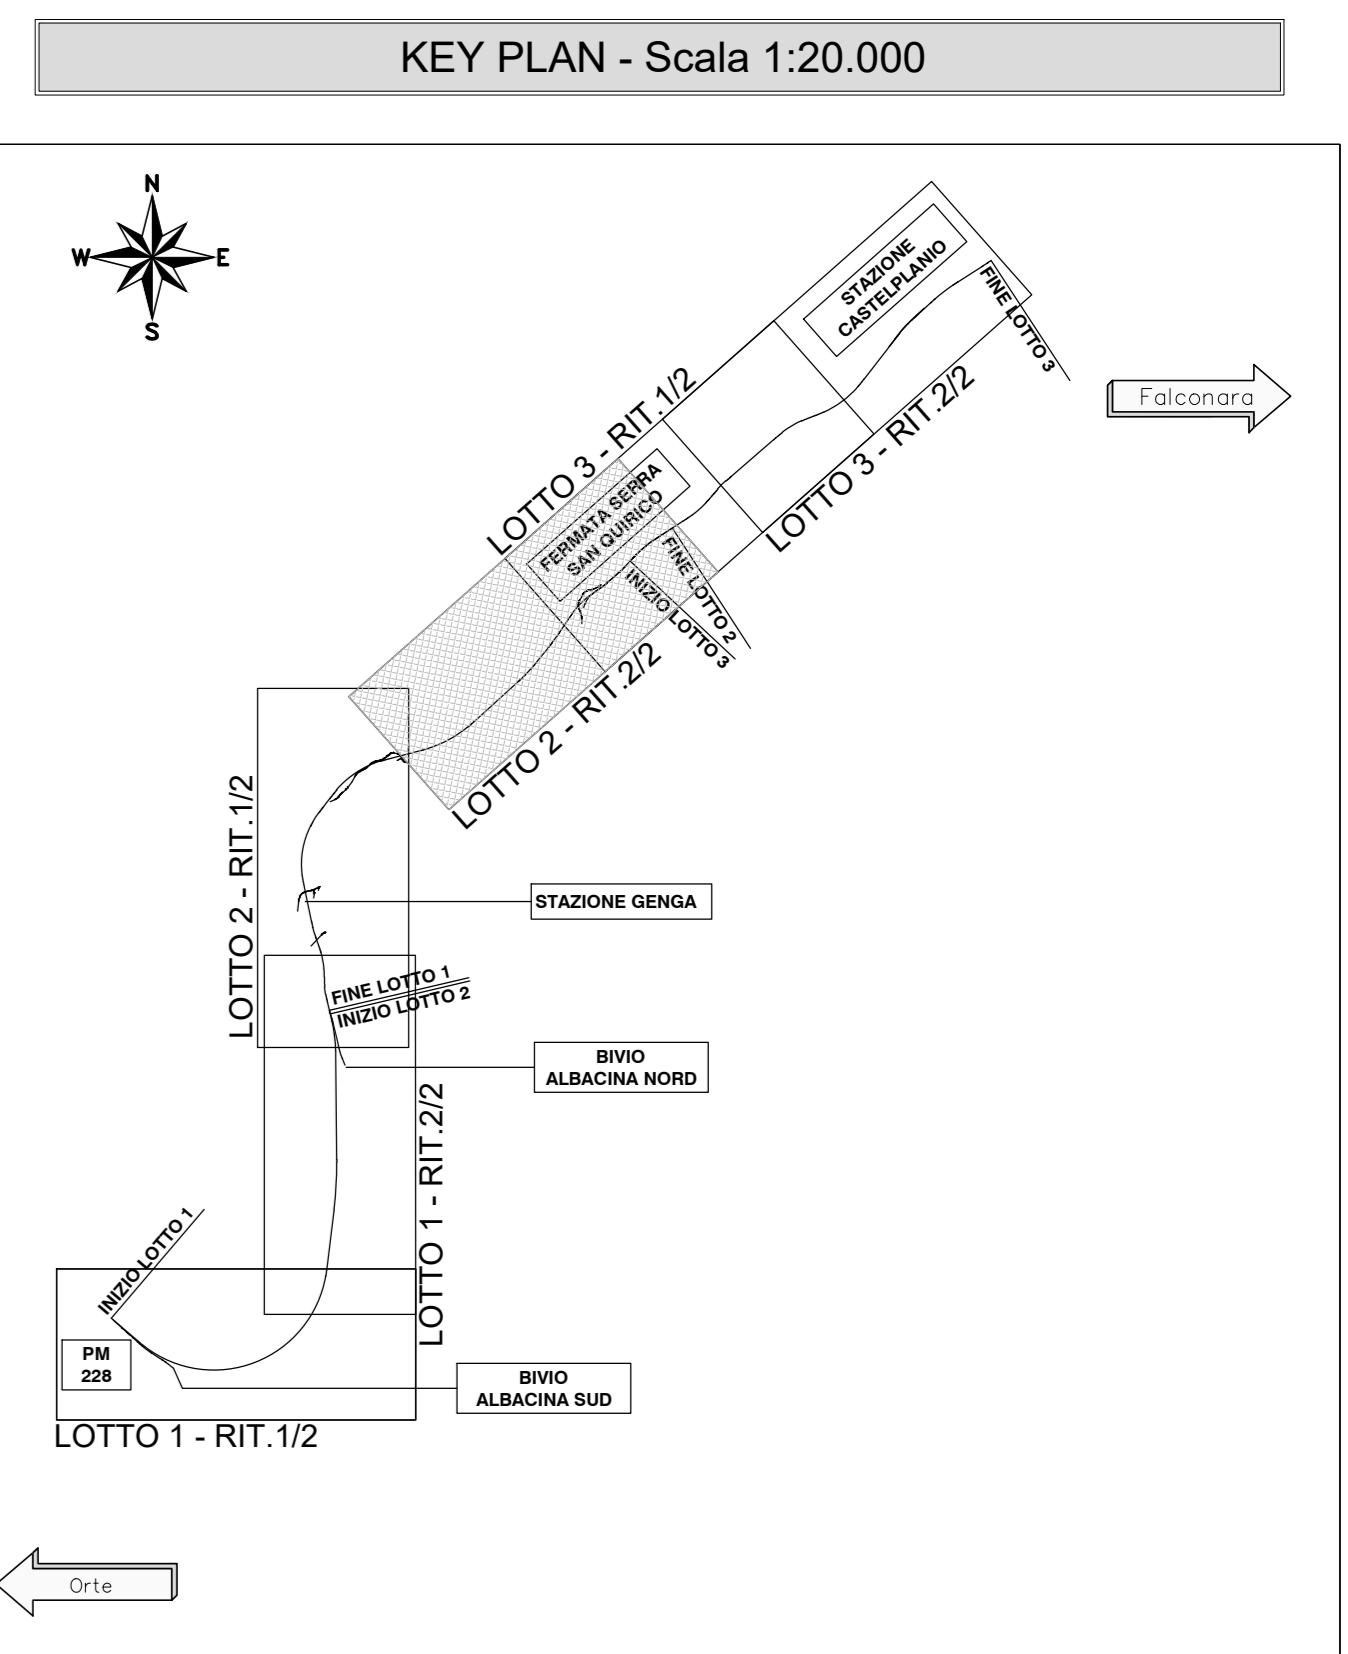 KEY PLAN - Scala 1:20.000
N
W
E
S
STAZIONE
CASTELPLANIO
FINE LOTTO 3
Falconara
LOTTO 3 - RIT.1/2
LOTTO 3 - RIT.2/2
FERMATA SERRA
SAN QUIRICO
FINE LOTTO 2
INIZIO LOTTO 3
LOTTO 2 - RIT.2/2
LOTTO 2 - RIT.1/2
STAZIONE GENGA
FINE LOTTO 1
INIZIO LOTTO 2
BIVIO
ALBACINA NORD
LOTTO 1 - RIT.2/2
INIZIO LOTTO 1
PM
228
BIVIO
ALBACINA SUD
LOTTO 1 - RIT.1/2
Orte